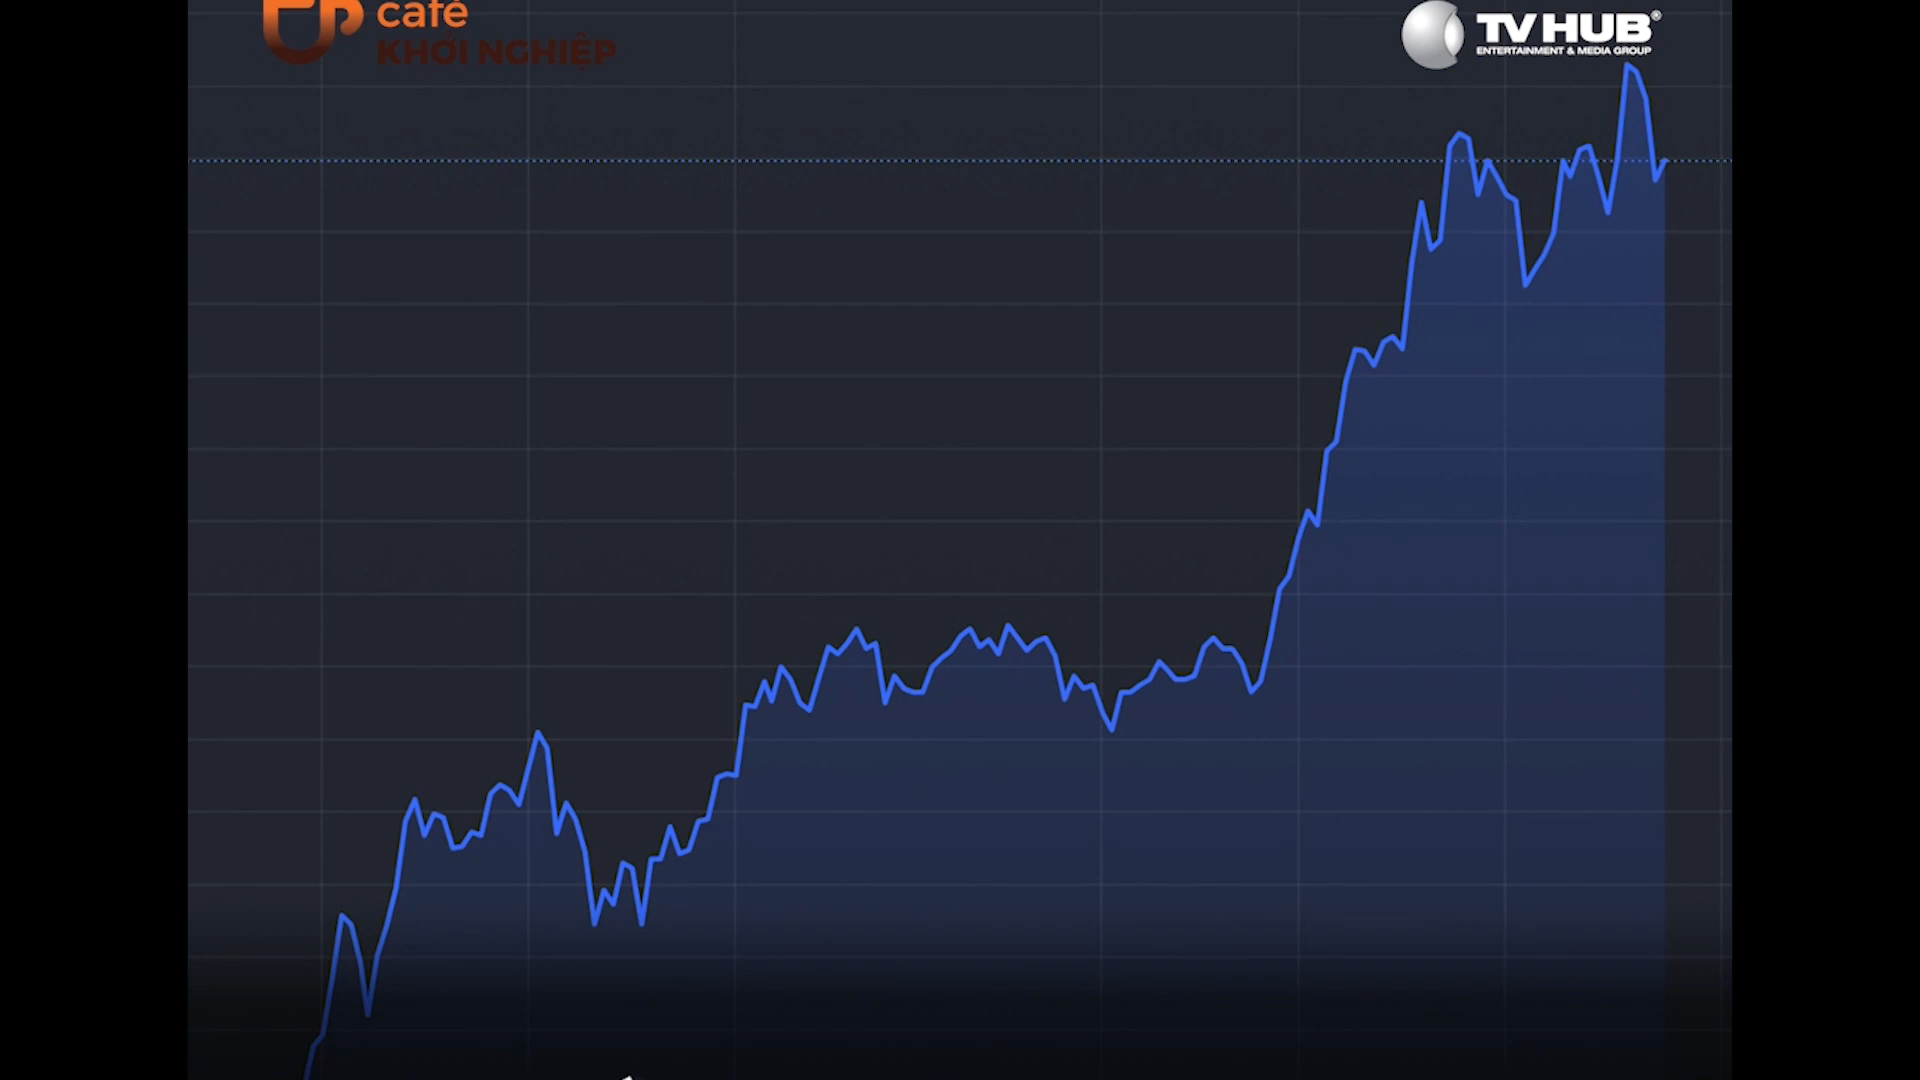 café
KHỞI NGHIỆP
TV HUB®
ENTERTAINMENT & MEDIA GROUP